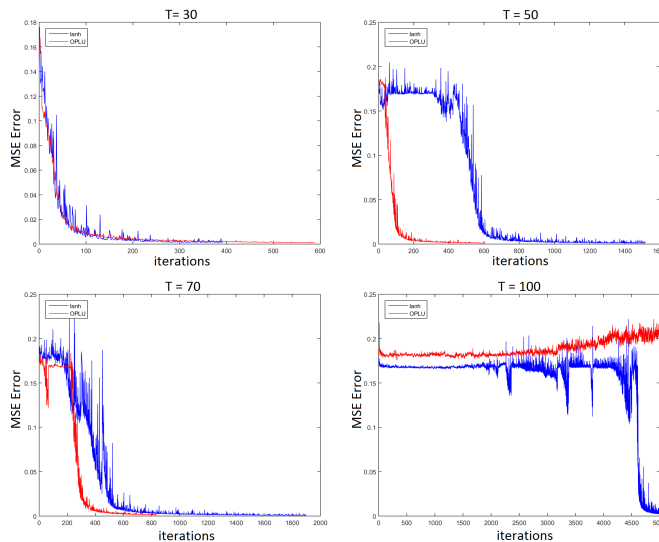 T= 30
tanh
OPLU
0.18
0.16
0.14
0.12
0.1
0.08
0.06
0.04
0.02
0
MSE Error
0 100 200 300 400 500 600
iterations
T= 50
tanh
OPLU
0.25
0.2
0.15
0.1
0.05
0
MSE Error
0 200 400 600 800 1000 1200 1400
iterations
T = 70
tanh
OPLU
0.25
0.2
0.15
0.1
0.05
0
MSE Error
0 200 400 600 800 1000 1200 1400 1600 1800 2000
iterations
T = 100
tanh
OPLU
0.25
0.2
0.15
0.1
0.05
0
MSE Error
0 500 1000 1500 2000 2500 3000 3500 4000 4500
iterations